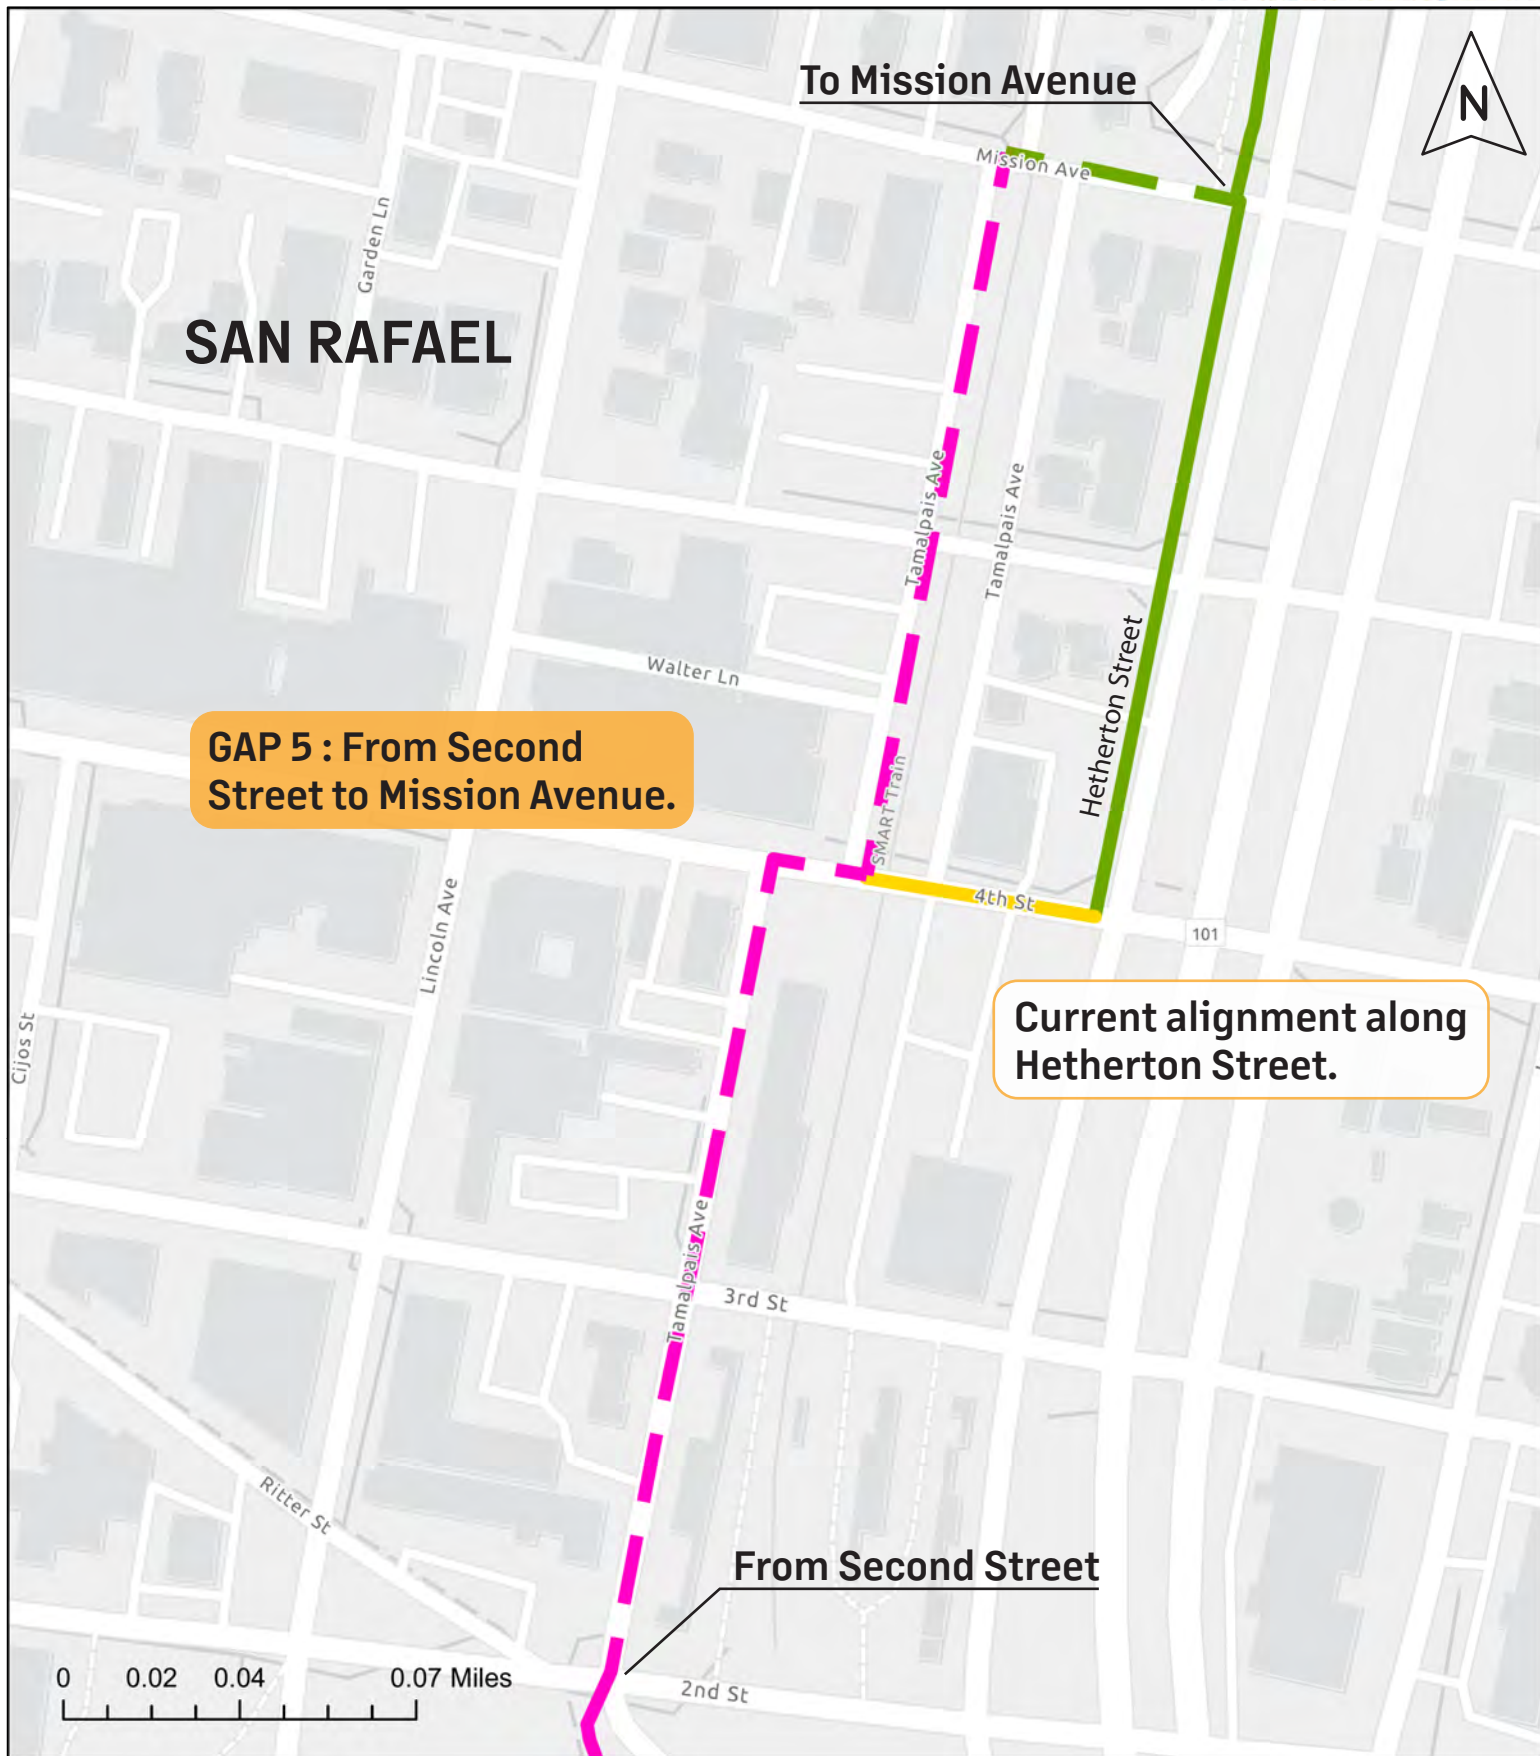 To Mission Avenue
N
Mission Ave
Garden Ln
SAN RAFAEL
Tamalpais Ave
Tamalpais Ave
Hetherton Street
Walter Ln
GAP 5 : From Second
Street to Mission Avenue.
SMART Train
4th St
101
Lincoln Ave
Current alignment along
Hetherton Street.
Cijos St
Tamalpais Ave
3rd St
Ritter St
From Second Street
0 0.02 0.04 0.07 Miles
2nd St